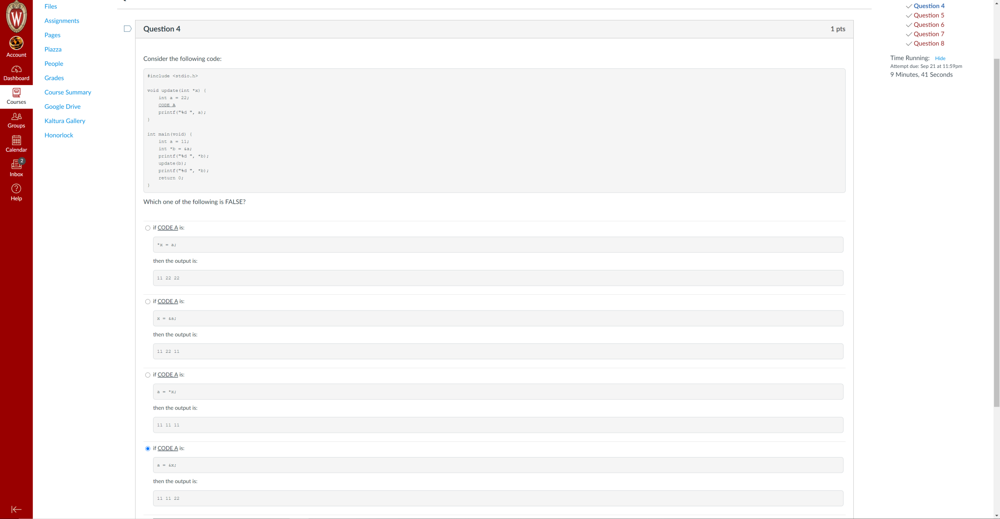 W
Account
Dashboard
Courses
Groups
Calendar
2
Inbox
Help
Files
Assignments
Pages
Piazza
People
Grades
Course Summary
Google Drive
Kaltura Gallery
Honorlock
Question 4
1 pts
Consider the following code:
#include <stdio.h>
void update(int *x) {
int a = 22;
CODE A
printf("%d ", a);
}
int main(void) {
int a = 11;
int *b = &a;
printf("%d ", *b);
update(b);
printf("%d ", *b);
return 0;
}
Which one of the following is FALSE?
if CODE A is:
*x = a;
then the output is:
11 22 22
if CODE A is:
x = &a;
then the output is:
11 22 11
if CODE A is:
a = *x;
then the output is:
11 11 11
if CODE A is:
a = &x;
then the output is:
11 11 22
Question 4
Question 5
Question 6
Question 7
Question 8
Time Running: Hide
Attempt due: Sep 21 at 11:59pm
9 Minutes, 41 Seconds